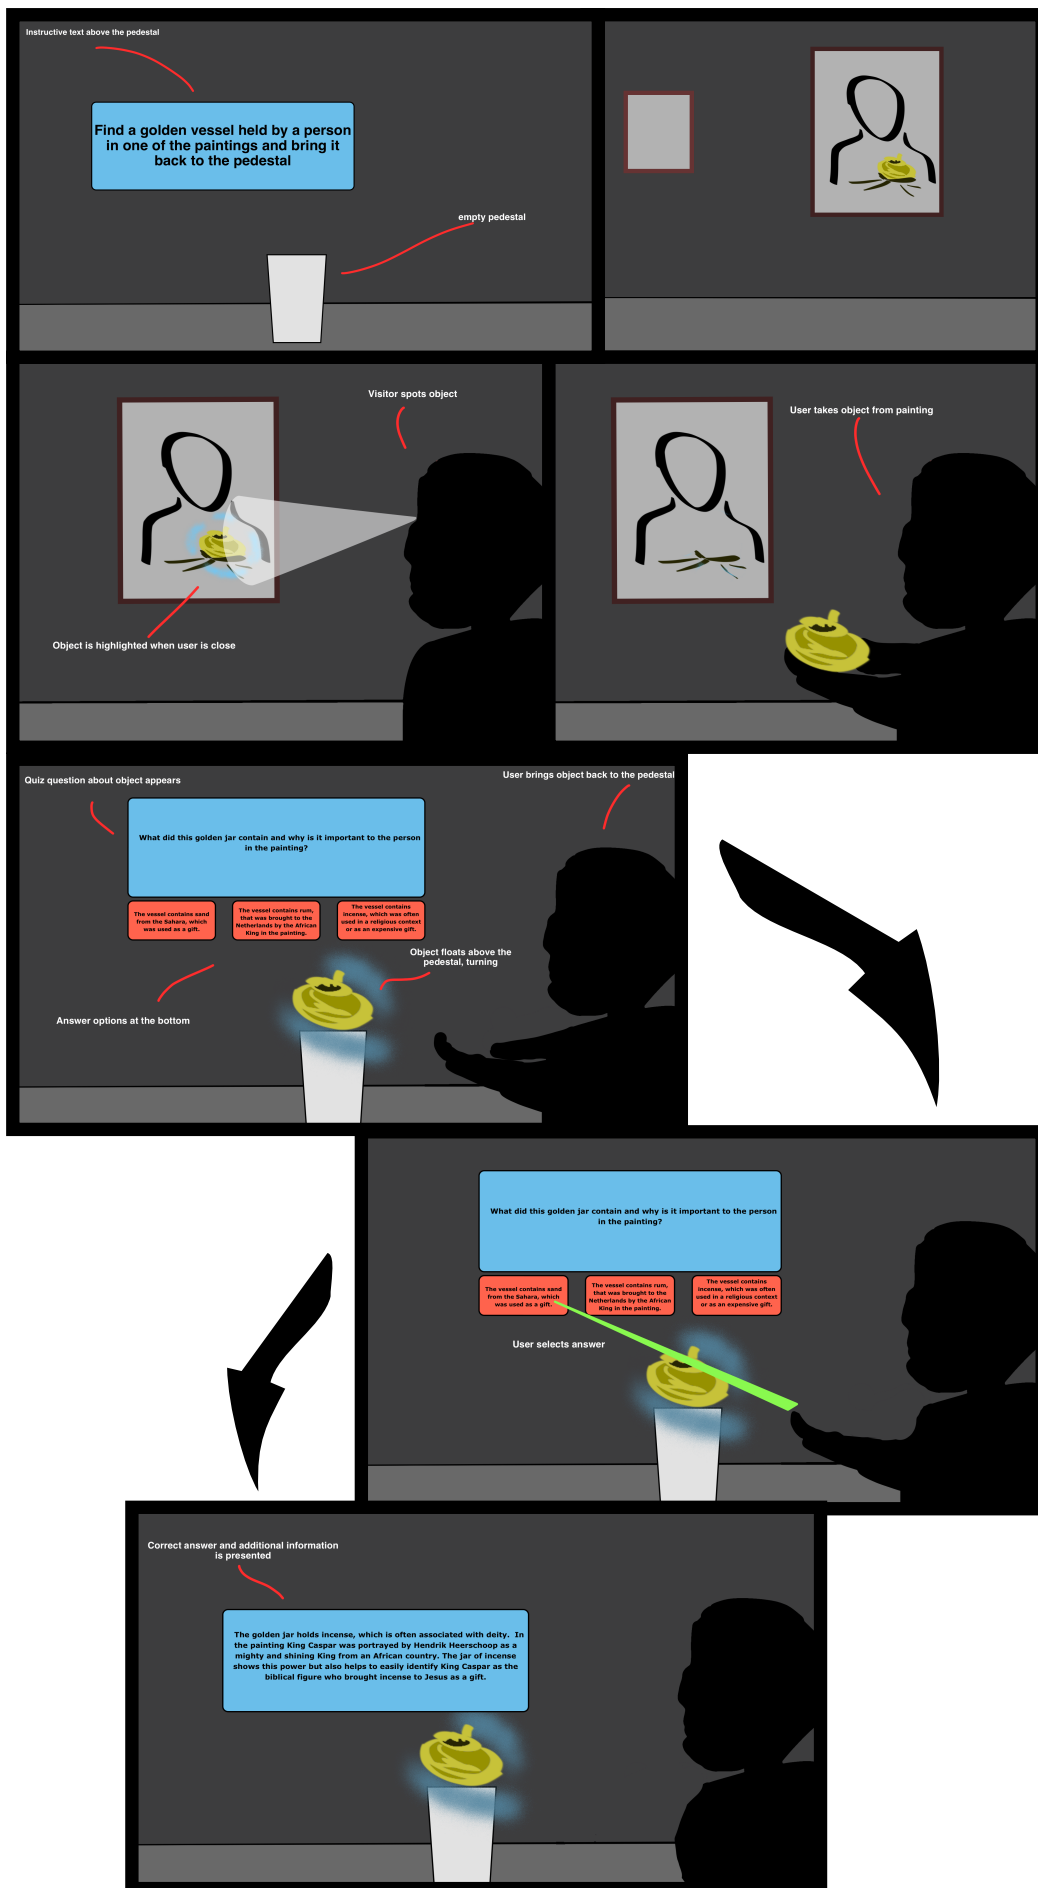 Instructive text above the pedestal
Find a golden vessel held by a person
in one of the paintings and bring it
back to the pedestal
empty pedestal
Visitor spots object
Object is highlighted when user is close
User takes object from painting
Quiz question about object appears
User brings object back to the pedestal
What did this golden jar contain and why is it important to the person
in the painting?
The vessel contains sand
from the Sahara, which
was used as a gift.
The vessel contains rum,
that was brought to the
Netherlands by the African
King in the painting.
The vessel contains
incense, which was often
used in a religious context
or as an expensive gift.
Object floats above the
pedestal, turning
Answer options at the bottom
What did this golden jar contain and why is it important to the person
in the painting?
The vessel contains sand
from the Sahara, which
was used as a gift.
The vessel contains rum,
that was brought to the
Netherlands by the African
King in the painting.
The vessel contains
incense, which was often
used in a religious context
or as an expensive gift.
User selects answer
Correct answer and additional information
is presented
The golden jar holds incense, which is often associated with deity. In
the painting King Caspar was portrayed by Hendrik Heerschoop as a
mighty and shining King from an African country. The jar of incense
shows this power but also helps to easily identify King Caspar as the
biblical figure who brought incense to Jesus as a gift.